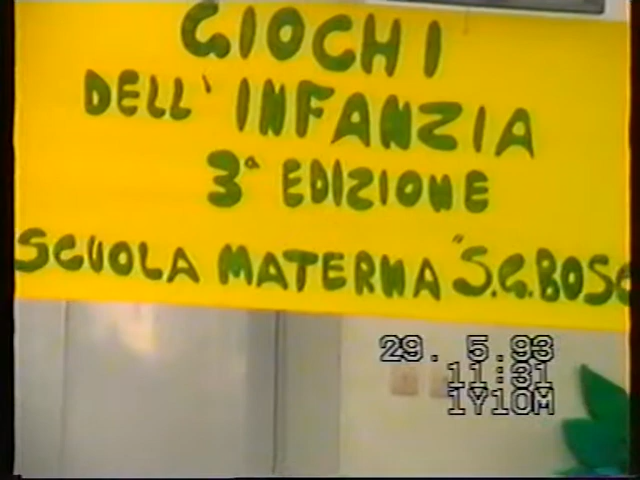 GIOCHI
DELL' INFANZIA
3ª EDIZIONE
SCUOLA MATERNA "S.G. BOSC
29. 5.93
11:31
1Y10M